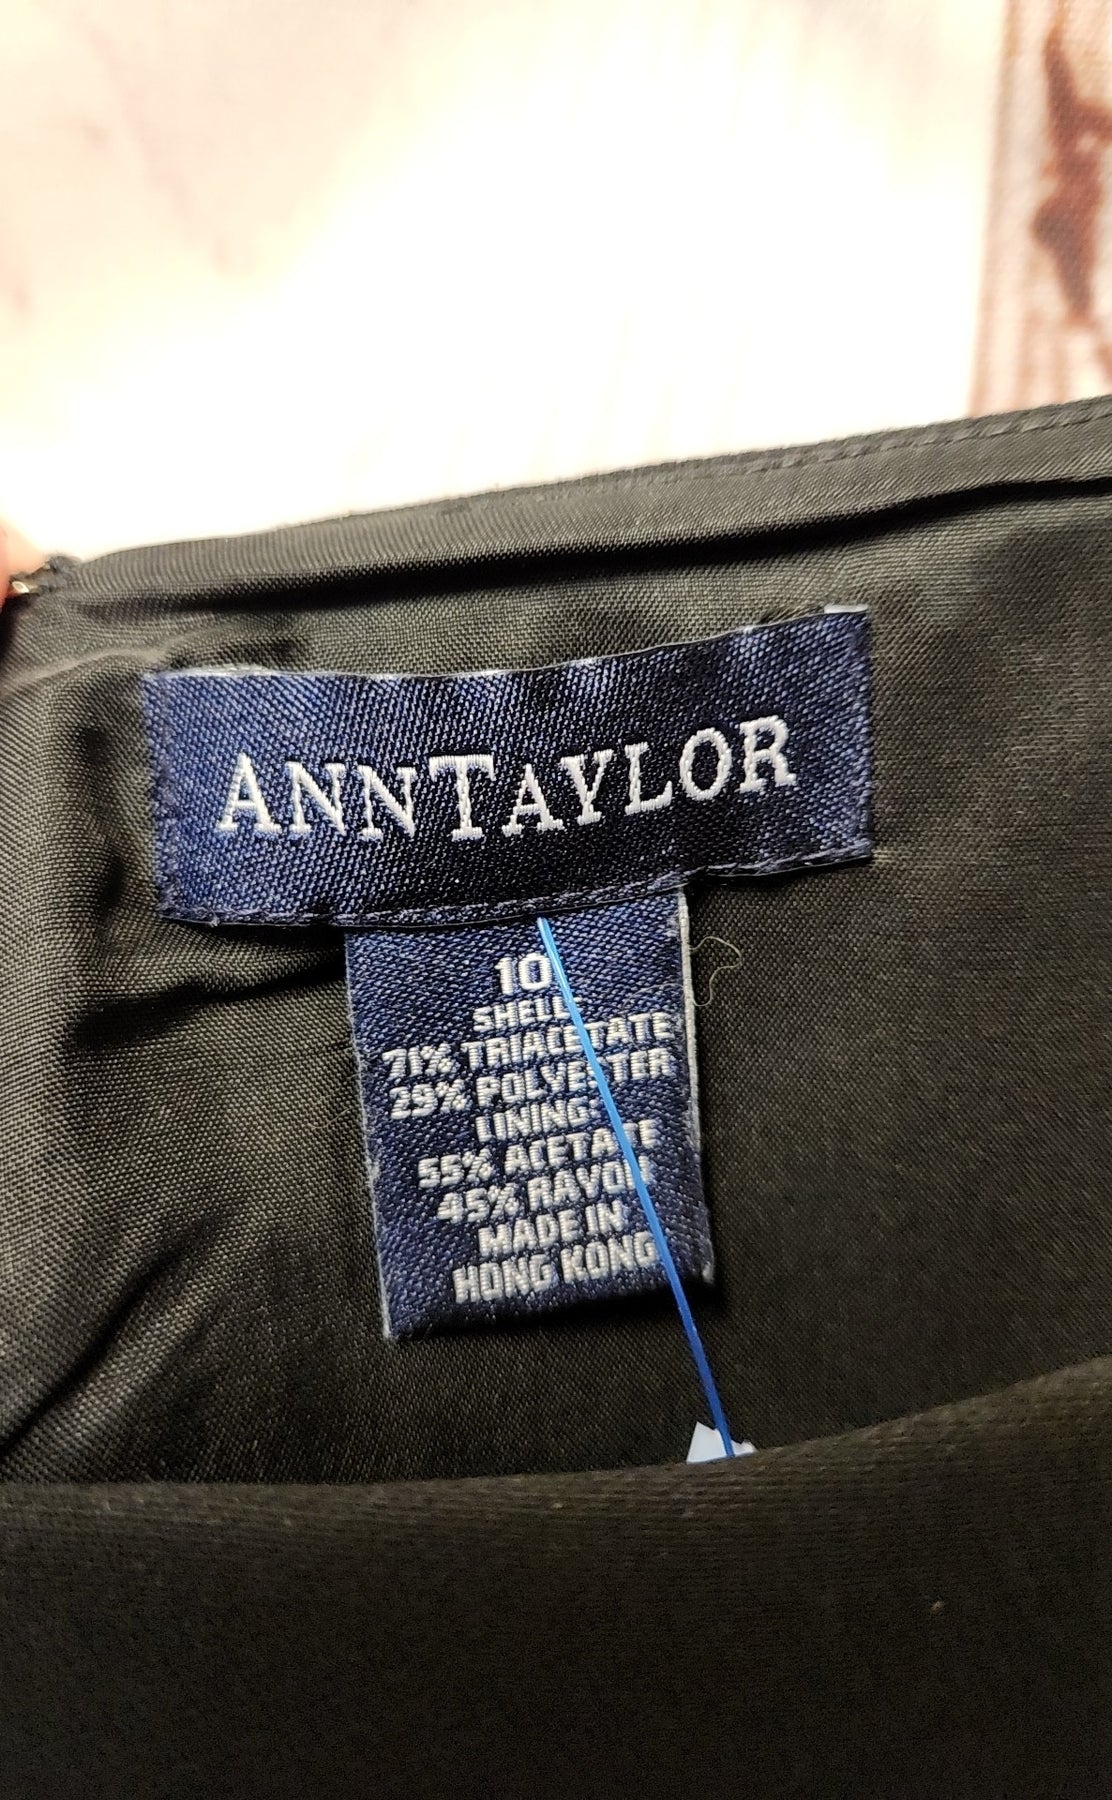 ANNTAYLOR
10
SHELL
71% TRIACETATE
29% POLYESTER
LINING:
55% ACETATE
45% RAYON
MADE IN
HONG KONG